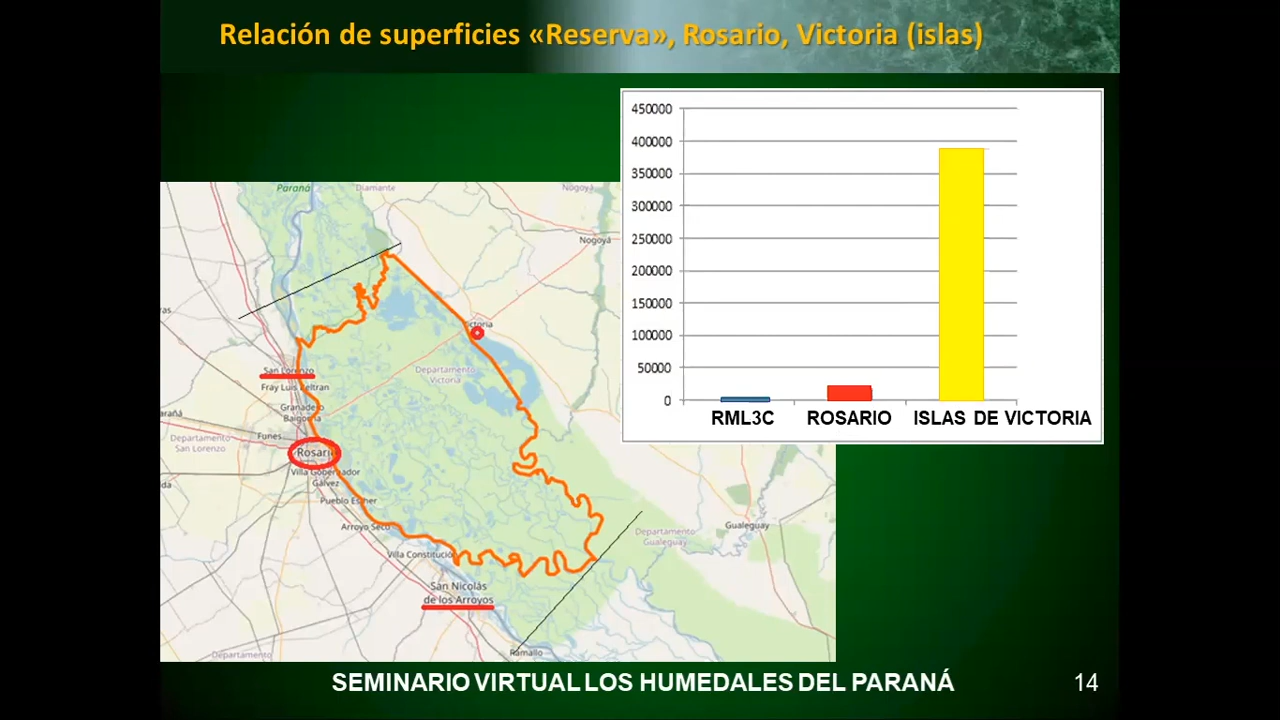 Relación de superficies «Reserva», Rosario, Victoria (islas)
450000
400000
350000
300000
250000
200000
150000
100000
50000
0
RML3C ROSARIO ISLAS DE VICTORIA
Paraná
Diamante
Nogoyá
Nogoyá
Departamento
Victoria
San Lorenzo
Fray Luis Beltran
Granadero
Baigorria
Funes
Departamento
San Lorenzo
Rosario
Villa Gobernador
Gálvez
Pueblo Esther
Arroyo Seco
Villa Constitución
San Nicolás
de los Arroyos
Ramallo
Departamento
Gualeguay
Gualeguay
Departamento
SEMINARIO VIRTUAL LOS HUMEDALES DEL PARANÁ
14